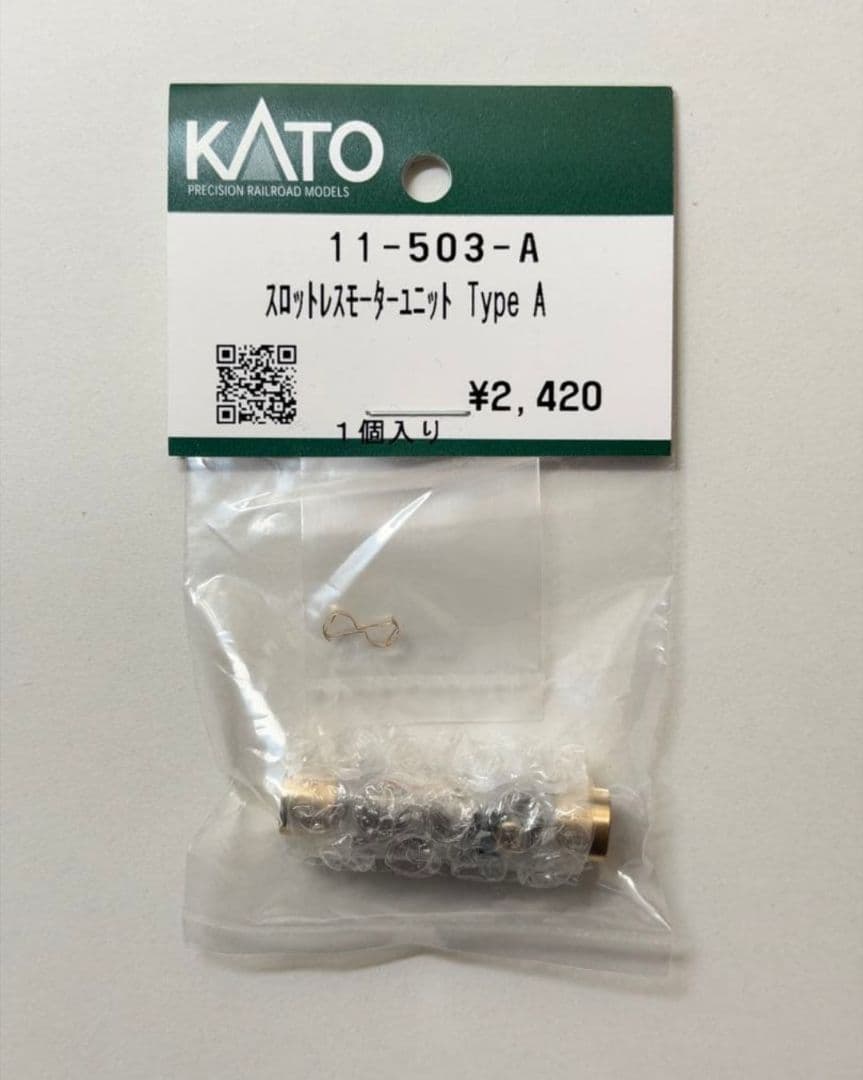 KATO
PRECISION RAILROAD MODELS
11-503-A
スロットレスモーターユニット Type A
¥2,420
1個入り